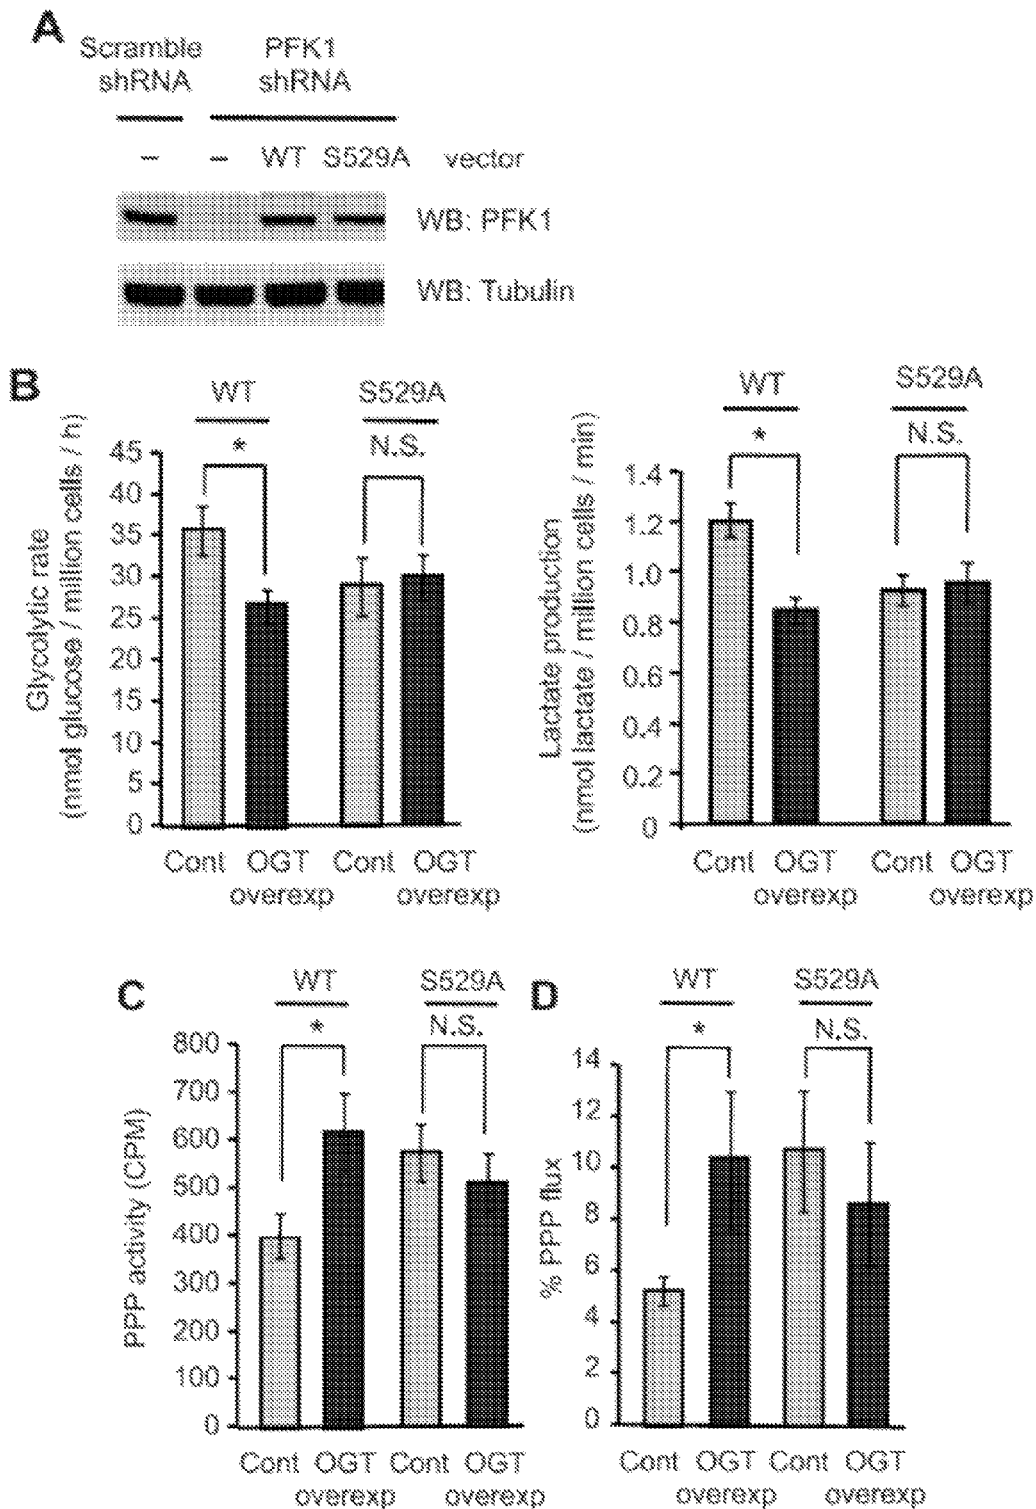 A
Scramble shRNA
PFK1 shRNA
– – WT S529A vector
WB: PFK1
WB: Tubulin
B
WT
S529A
*
N.S.
Glycolytic rate
(nmol glucose / million cells / h)
45
40
35
30
25
20
15
10
5
0
Cont
OGT overexp
Cont
OGT overexp
WT
S529A
*
N.S.
Lactate production
(nmol lactate / million cells / min)
1.4
1.2
1.0
0.8
0.6
0.4
0.2
0
Cont
OGT overexp
Cont
OGT overexp
C
WT
S529A
*
N.S.
PPP activity (CPM)
800
700
600
500
400
300
200
100
0
Cont
OGT overexp
Cont
OGT overexp
D
WT
S529A
*
N.S.
% PPP flux
14
12
10
8
6
4
2
0
Cont
OGT overexp
Cont
OGT overexp